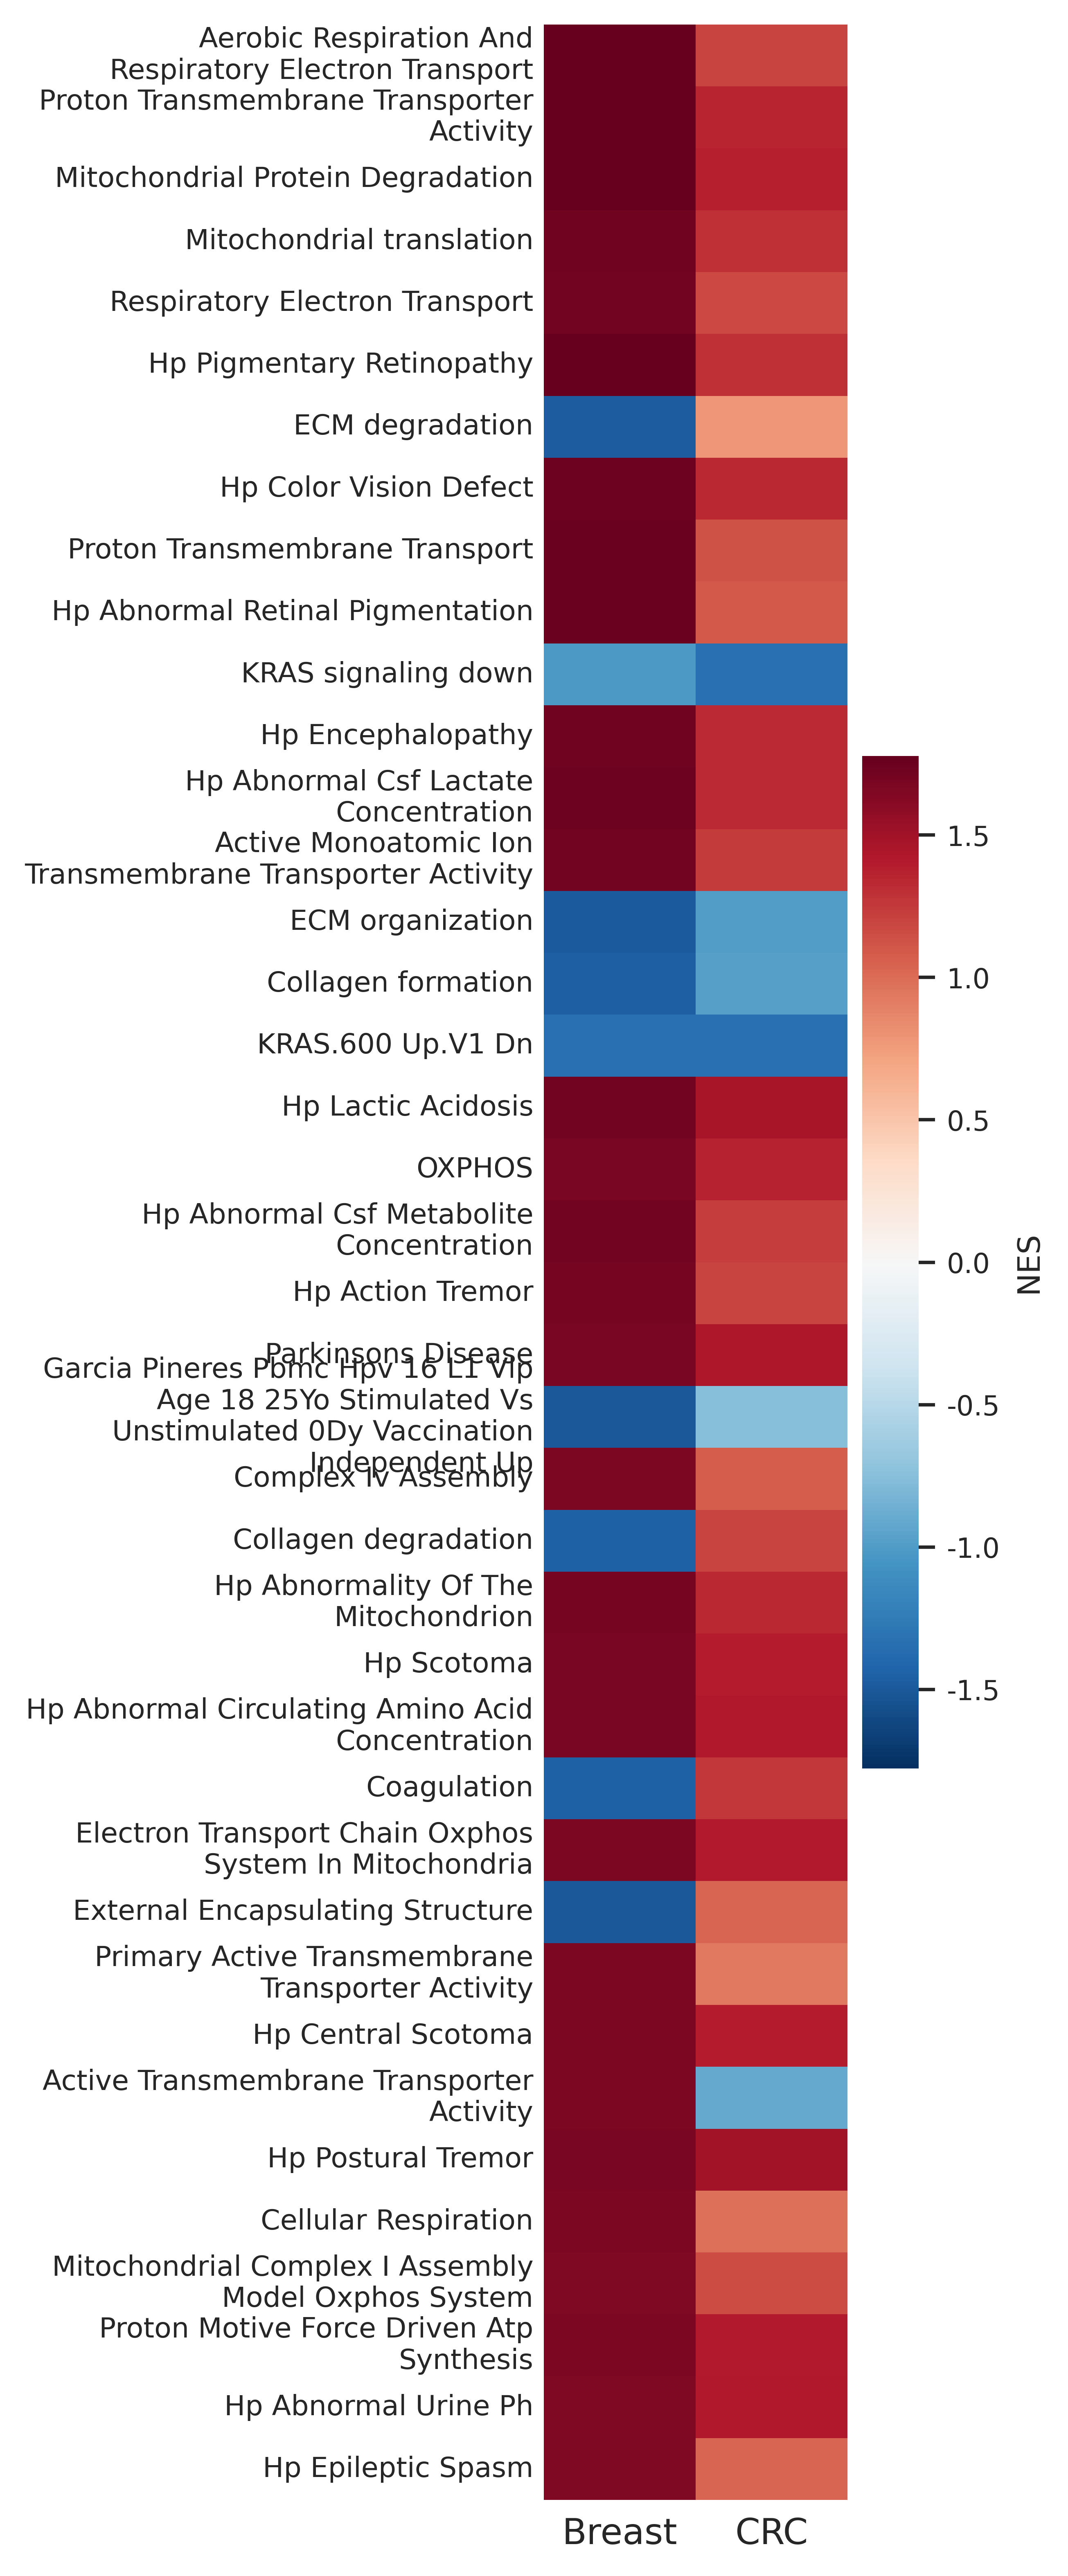 Aerobic Respiration And
Respiratory Electron Transport
Proton Transmembrane Transporter
Activity
Mitochondrial Protein Degradation
Mitochondrial translation
Respiratory Electron Transport
Hp Pigmentary Retinopathy
ECM degradation
Hp Color Vision Defect
Proton Transmembrane Transport
Hp Abnormal Retinal Pigmentation
KRAS signaling down
Hp Encephalopathy
Hp Abnormal Csf Lactate
Concentration
Active Monoatomic Ion
Transmembrane Transporter Activity
ECM organization
Collagen formation
KRAS.600 Up.V1 Dn
Hp Lactic Acidosis
OXPHOS
Hp Abnormal Csf Metabolite
Concentration
Hp Action Tremor
Parkinsons Disease
Garcia Pineres Pbmc Hpv 16 L1 Vlp
Age 18 25Yo Stimulated Vs
Unstimulated 0Dy Vaccination
Independent Up
Complex Iv Assembly
Collagen degradation
Hp Abnormality Of The
Mitochondrion
Hp Scotoma
Hp Abnormal Circulating Amino Acid
Concentration
Coagulation
Electron Transport Chain Oxphos
System In Mitochondria
External Encapsulating Structure
Primary Active Transmembrane
Transporter Activity
Hp Central Scotoma
Active Transmembrane Transporter
Activity
Hp Postural Tremor
Cellular Respiration
Mitochondrial Complex I Assembly
Model Oxphos System
Proton Motive Force Driven Atp
Synthesis
Hp Abnormal Urine Ph
Hp Epileptic Spasm
Breast
CRC
1.5
1.0
0.5
0.0
-0.5
-1.0
-1.5
NES